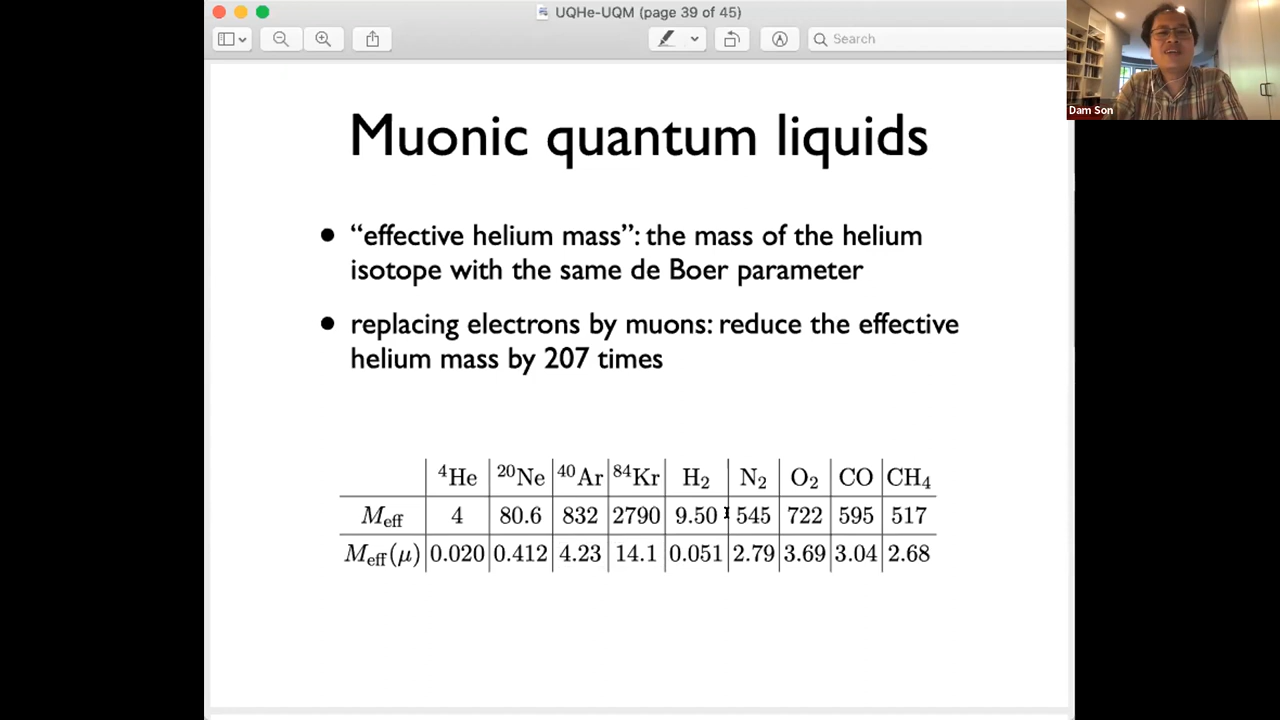 UQHe-UQM (page 39 of 45)
Search
Dam Son
Muonic quantum liquids
• “effective helium mass”: the mass of the helium
isotope with the same de Boer parameter
• replacing electrons by muons: reduce the effective
helium mass by 207 times
⁴He ²⁰Ne ⁴⁰Ar ⁸⁴Kr H₂ N₂ O₂ CO CH₄
M_eff 4 80.6 832 2790 9.50 545 722 595 517
M_eff(μ) 0.020 0.412 4.23 14.1 0.051 2.79 3.69 3.04 2.68